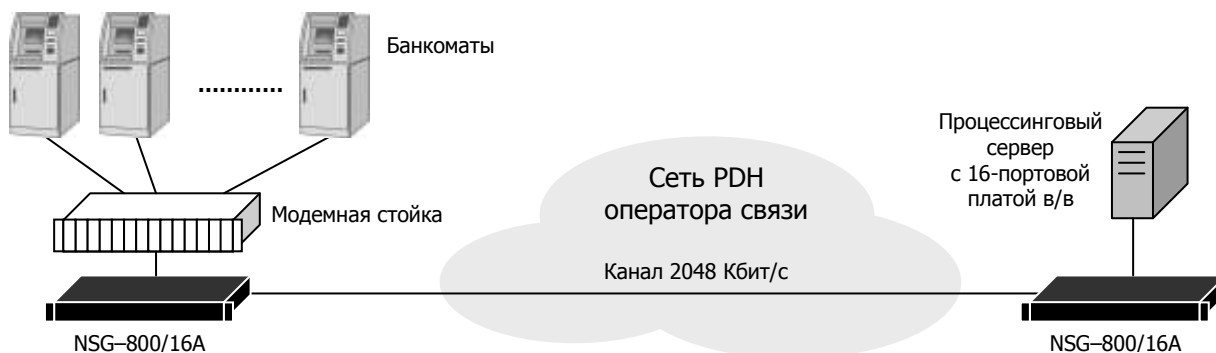 Банкоматы
Процессинговый
сервер
с 16-портовой
платой в/в
Сеть PDH
оператора связи
Модемная стойка
Канал 2048 Кбит/с
NSG–800/16A
NSG–800/16A